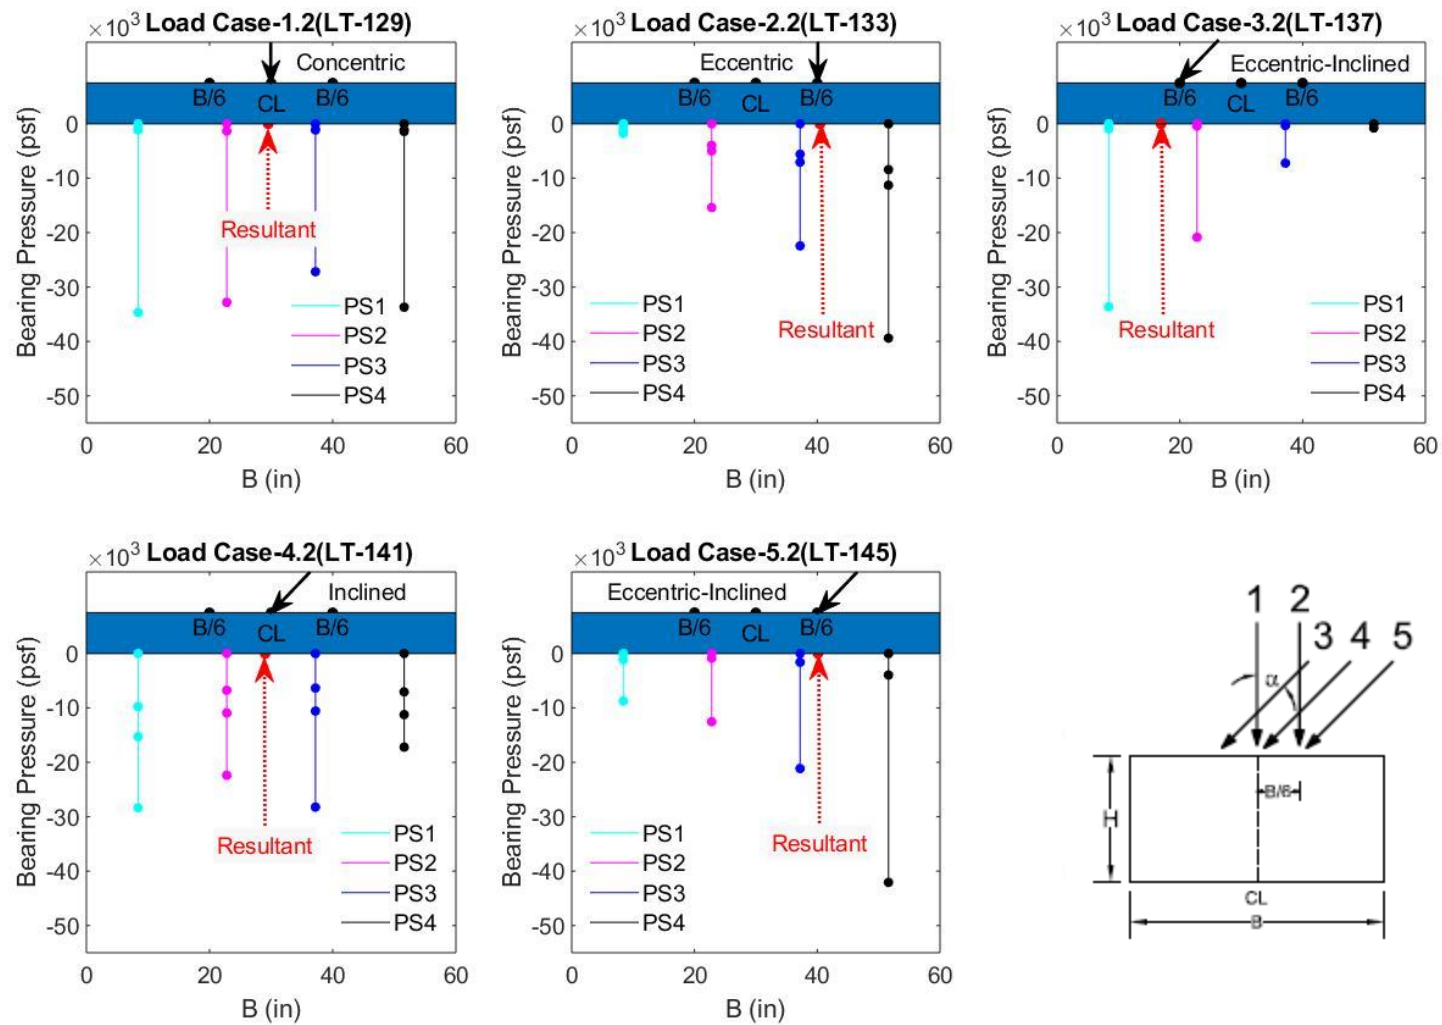 ×10³ Load Case-1.2(LT-129)
Concentric
B/6 CL B/6
0
-10
-20
-30
-40
-50
Bearing Pressure (psf)
Resultant
PS1
PS2
PS3
PS4
0 20 40 60
B (in)
×10³ Load Case-2.2(LT-133)
Eccentric
B/6 CL B/6
0
-10
-20
-30
-40
-50
Bearing Pressure (psf)
Resultant
PS1
PS2
PS3
PS4
0 20 40 60
B (in)
×10³ Load Case-3.2(LT-137)
Eccentric-Inclined
B/6 CL B/6
0
-10
-20
-30
-40
-50
Bearing Pressure (psf)
Resultant
PS1
PS2
PS3
PS4
0 20 40 60
B (in)
×10³ Load Case-4.2(LT-141)
Inclined
B/6 CL B/6
0
-10
-20
-30
-40
-50
Bearing Pressure (psf)
Resultant
PS1
PS2
PS3
PS4
0 20 40 60
B (in)
×10³ Load Case-5.2(LT-145)
Eccentric-Inclined
B/6 CL B/6
0
-10
-20
-30
-40
-50
Bearing Pressure (psf)
Resultant
PS1
PS2
PS3
PS4
0 20 40 60
B (in)
1 2
3 4 5
α
B/6
H
CL
B